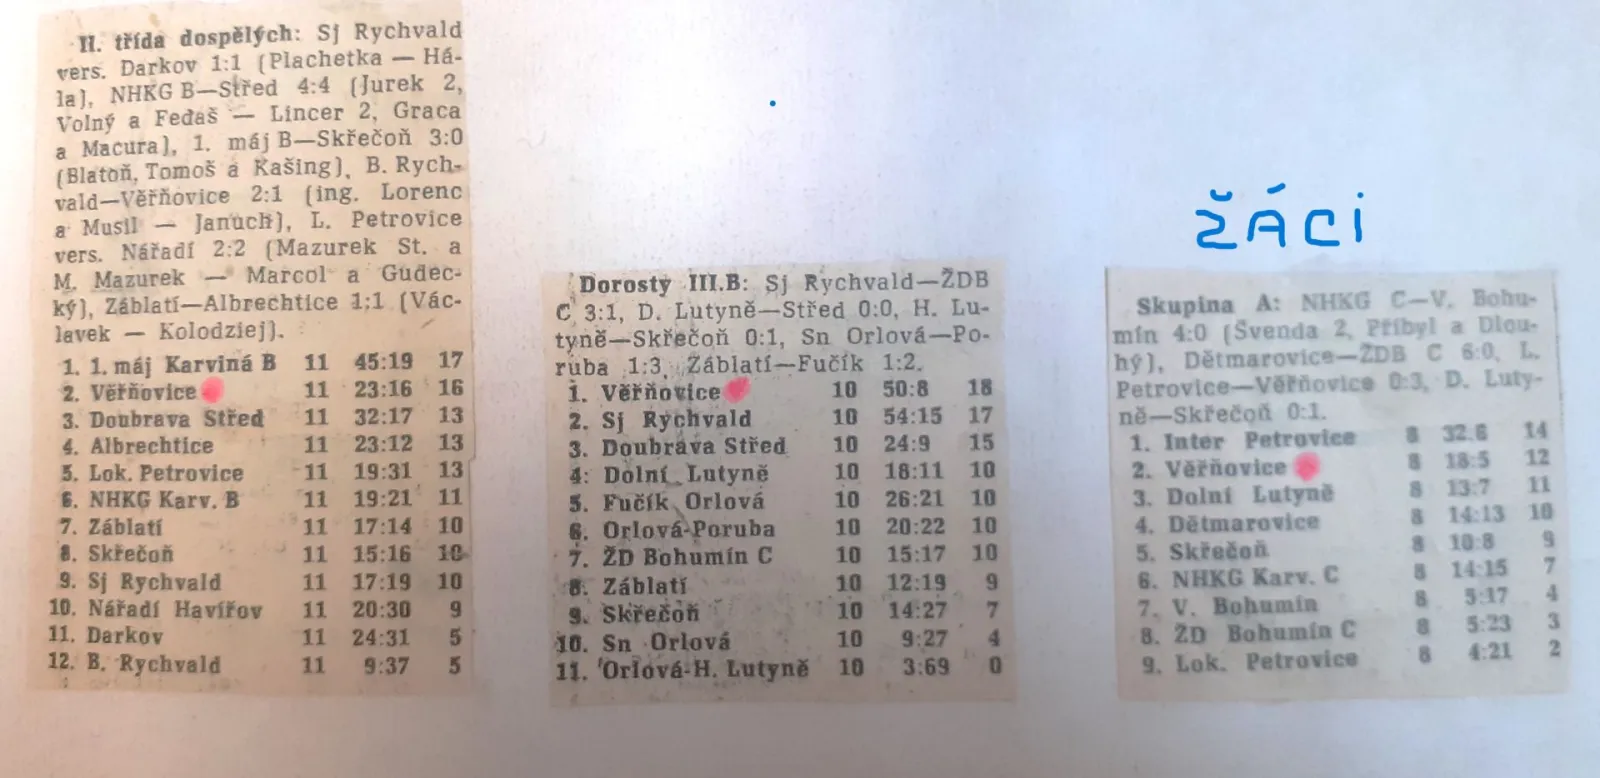 II. třída dospělých: Sj Rychvald
vers. Darkov 1:1 (Plachetka — Há-
la), NHKG B—Střed 4:4 (Jurek 2,
Volný a Fedaš — Lincer 2, Graca
a Macura), 1. máj B—Skřečoň 3:0
(Blatoň, Tomoš a Kašing), B. Rych-
vald—Věřňovice 2:1 (ing. Lorenc
a Musil — Januch), L. Petrovice
vers. Nářadí 2:2 (Mazurek St. a
M. Mazurek — Marcol a Gudec-
ký), Záblatí—Albrechtice 1:1 (Vác-
lavek — Kolodziej).
1. 1. máj Karviná B 11 45:19 17
2. Věřňovice 11 23:16 16
3. Doubrava Střed 11 32:17 13
4. Albrechtice 11 23:12 13
5. Lok. Petrovice 11 19:31 13
6. NHKG Karv. B 11 19:21 11
7. Záblatí 11 17:14 10
8. Skřečoň 11 15:16 10
9. Sj Rychvald 11 17:19 10
10. Nářadí Havířov 11 20:30 9
11. Darkov 11 24:31 5
12. B. Rychvald 11 9:37 5
Dorosty III.B: Sj Rychvald—ŽDB
C 3:1, D. Lutyně—Střed 0:0, H. Lu-
tyně—Skřečoň 0:1, Sn Orlová—Po-
ruba 1:3, Záblatí—Fučík 1:2.
1. Věřňovice 10 50:8 18
2. Sj Rychvald 10 54:15 17
3. Doubrava Střed 10 24:9 15
4: Dolní Lutyně 10 18:11 10
5. Fučík Orlová 10 26:21 10
6. Orlová-Poruba 10 20:22 10
7. ŽD Bohumín C 10 15:17 10
8. Záblatí 10 12:19 9
9. Skřečoň 10 14:27 7
10. Sn Orlová 10 9:27 4
11. Orlová-H. Lutyně 10 3:69 0
ŽÁCI
Skupina A: NHKG C—V. Bohu-
mín 4:0 (Švenda 2, Přibyl a Dlou-
hý), Dětmarovice—ŽDB C 6:0, L.
Petrovice—Věřňovice 0:3, D. Luty-
ně—Skřečoň 0:1.
1. Inter Petrovice 8 32:6 14
2. Věřňovice 8 18:5 12
3. Dolní Lutyně 8 13:7 11
4. Dětmarovice 8 14:13 10
5. Skřečoň 8 10:8 9
6. NHKG Karv. C 8 14:15 7
7. V. Bohumín 8 5:17 4
8. ŽD Bohumín C 8 5:23 3
9. Lok. Petrovice 8 4:21 2